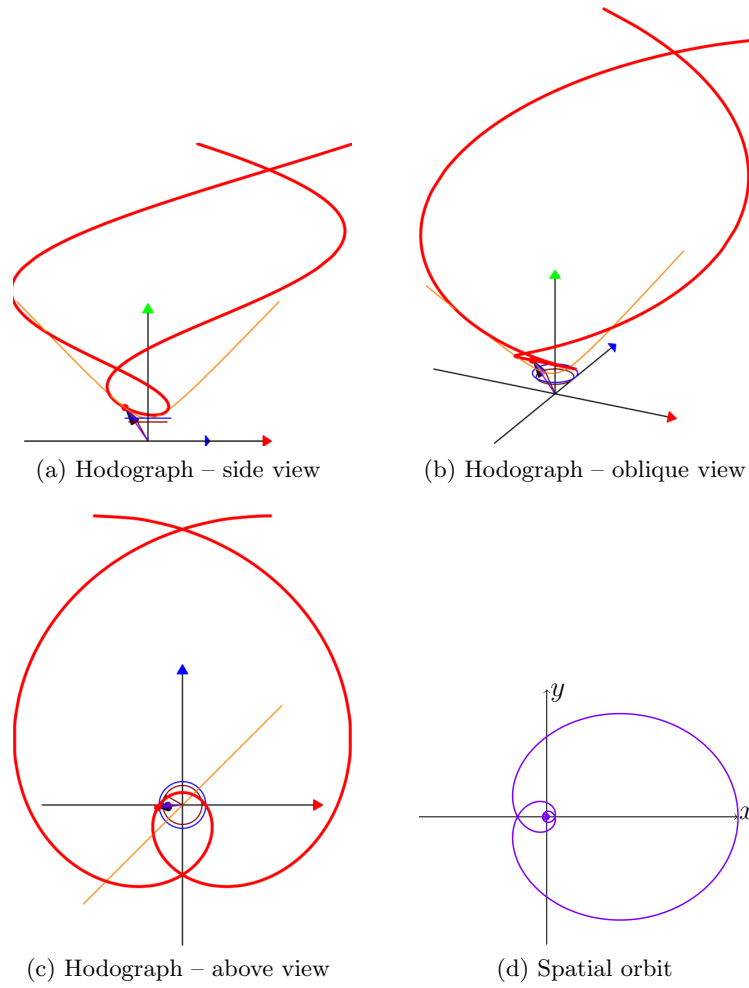 (a) Hodograph – side view
(b) Hodograph – oblique view
y
x
(c) Hodograph – above view
(d) Spatial orbit